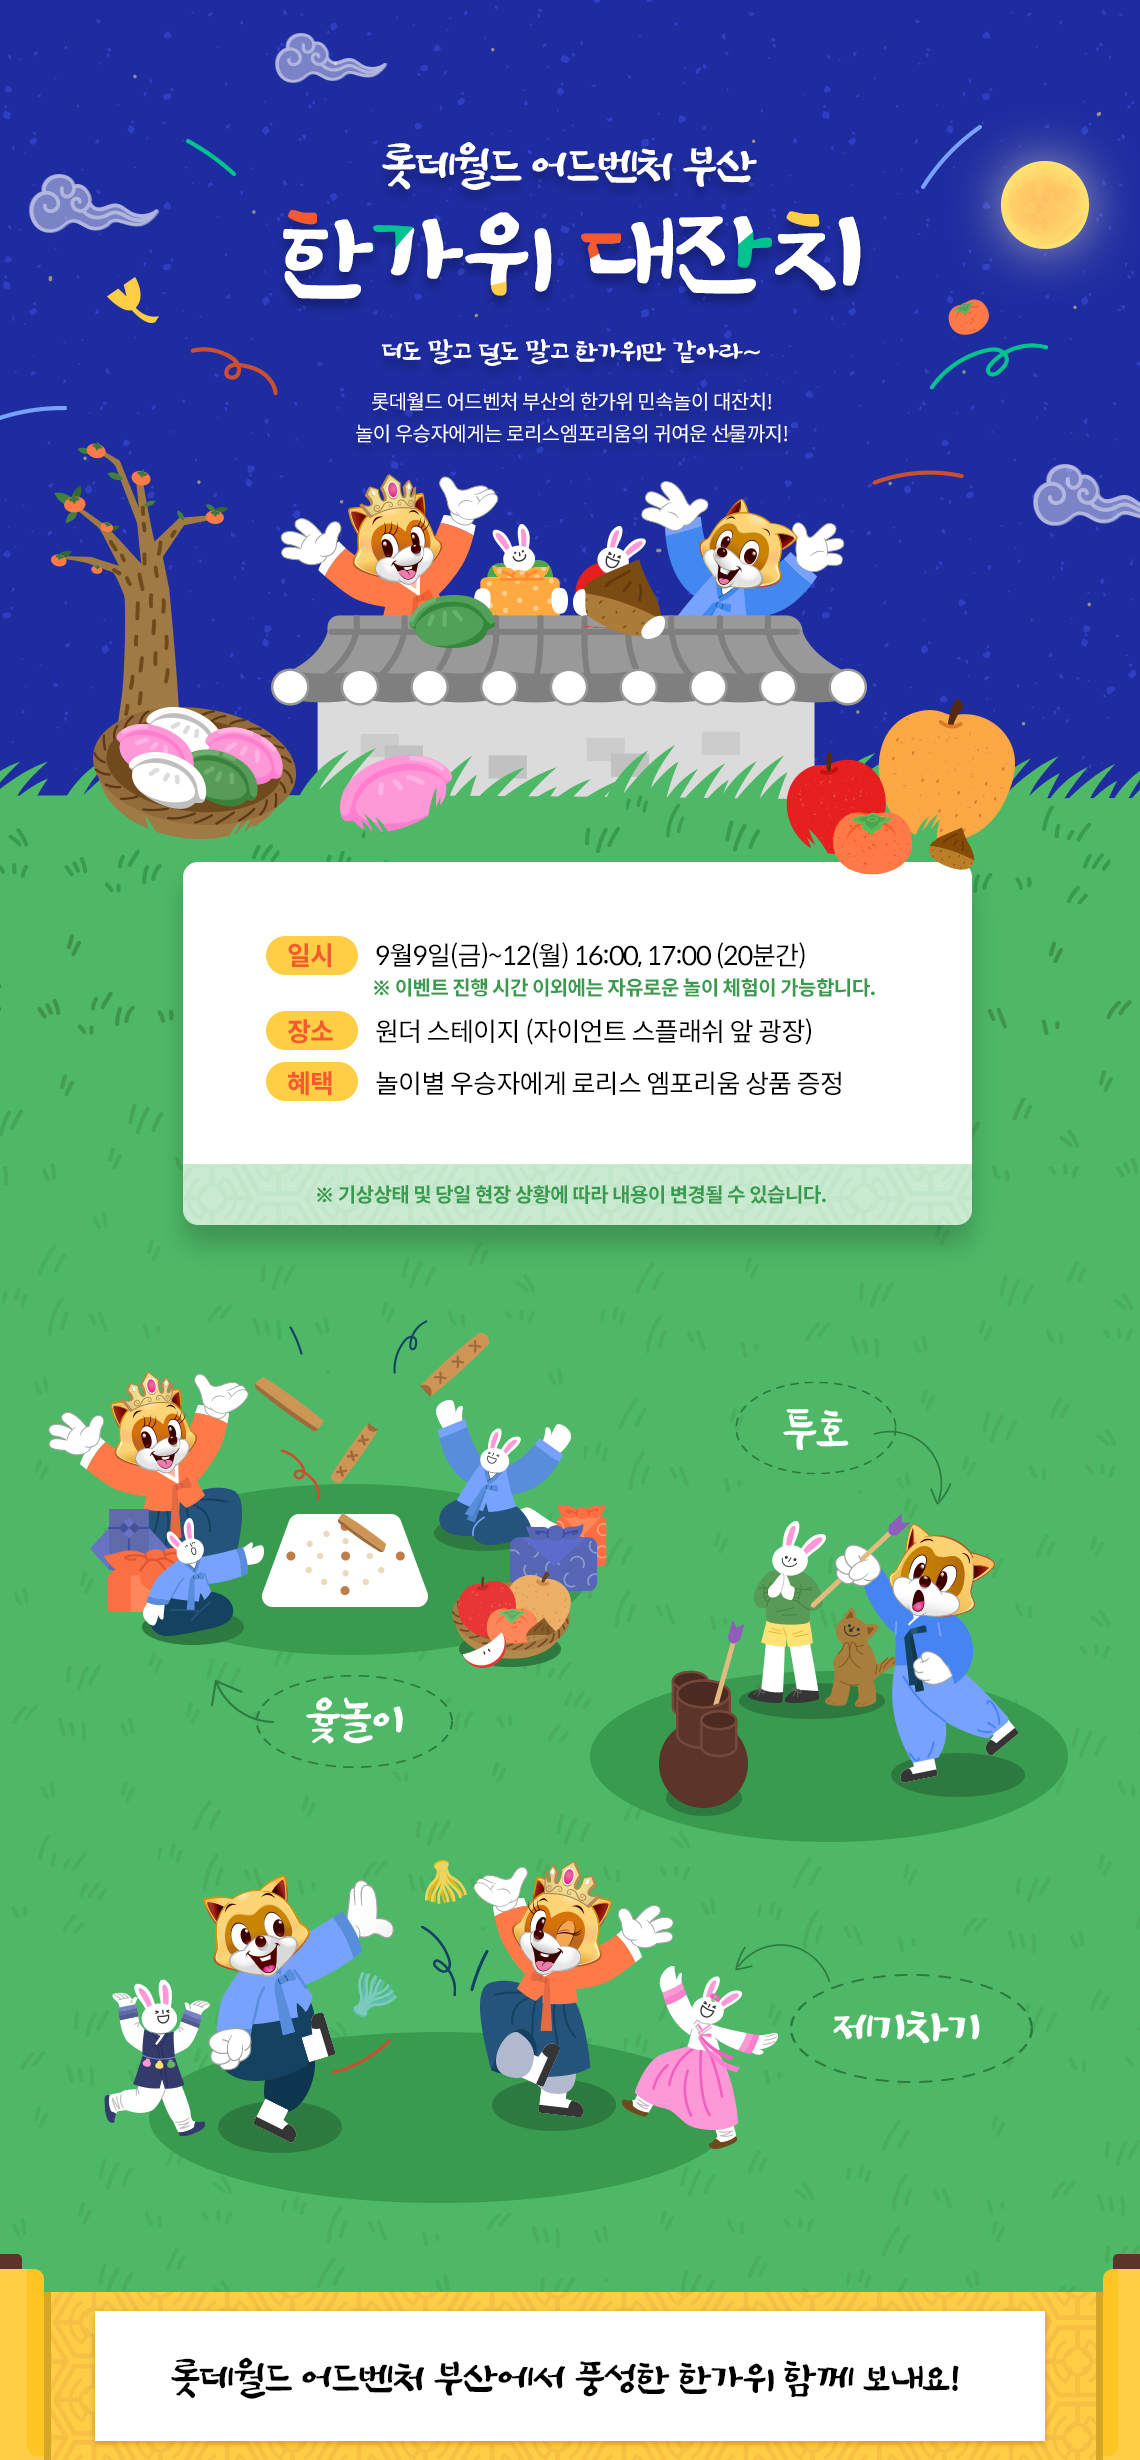 롯데월드 어드벤처 부산
한가위 대잔치
더도 말고 덜도 말고 한가위만 같아라~
롯데월드 어드벤처 부산의 한가위 민속놀이 대잔치!
놀이 우승자에게는 로리스엠포리움의 귀여운 선물까지!
일시 9월9일(금)~12(월) 16:00, 17:00 (20분간)
※ 이벤트 진행 시간 이외에는 자유로운 놀이 체험이 가능합니다.
장소 원더 스테이지 (자이언트 스플래쉬 앞 광장)
혜택 놀이별 우승자에게 로리스 엠포리움 상품 증정
※ 기상상태 및 당일 현장 상황에 따라 내용이 변경될 수 있습니다.
투호
윷놀이
제기차기
롯데월드 어드벤처 부산에서 풍성한 한가위 함께 보내요!